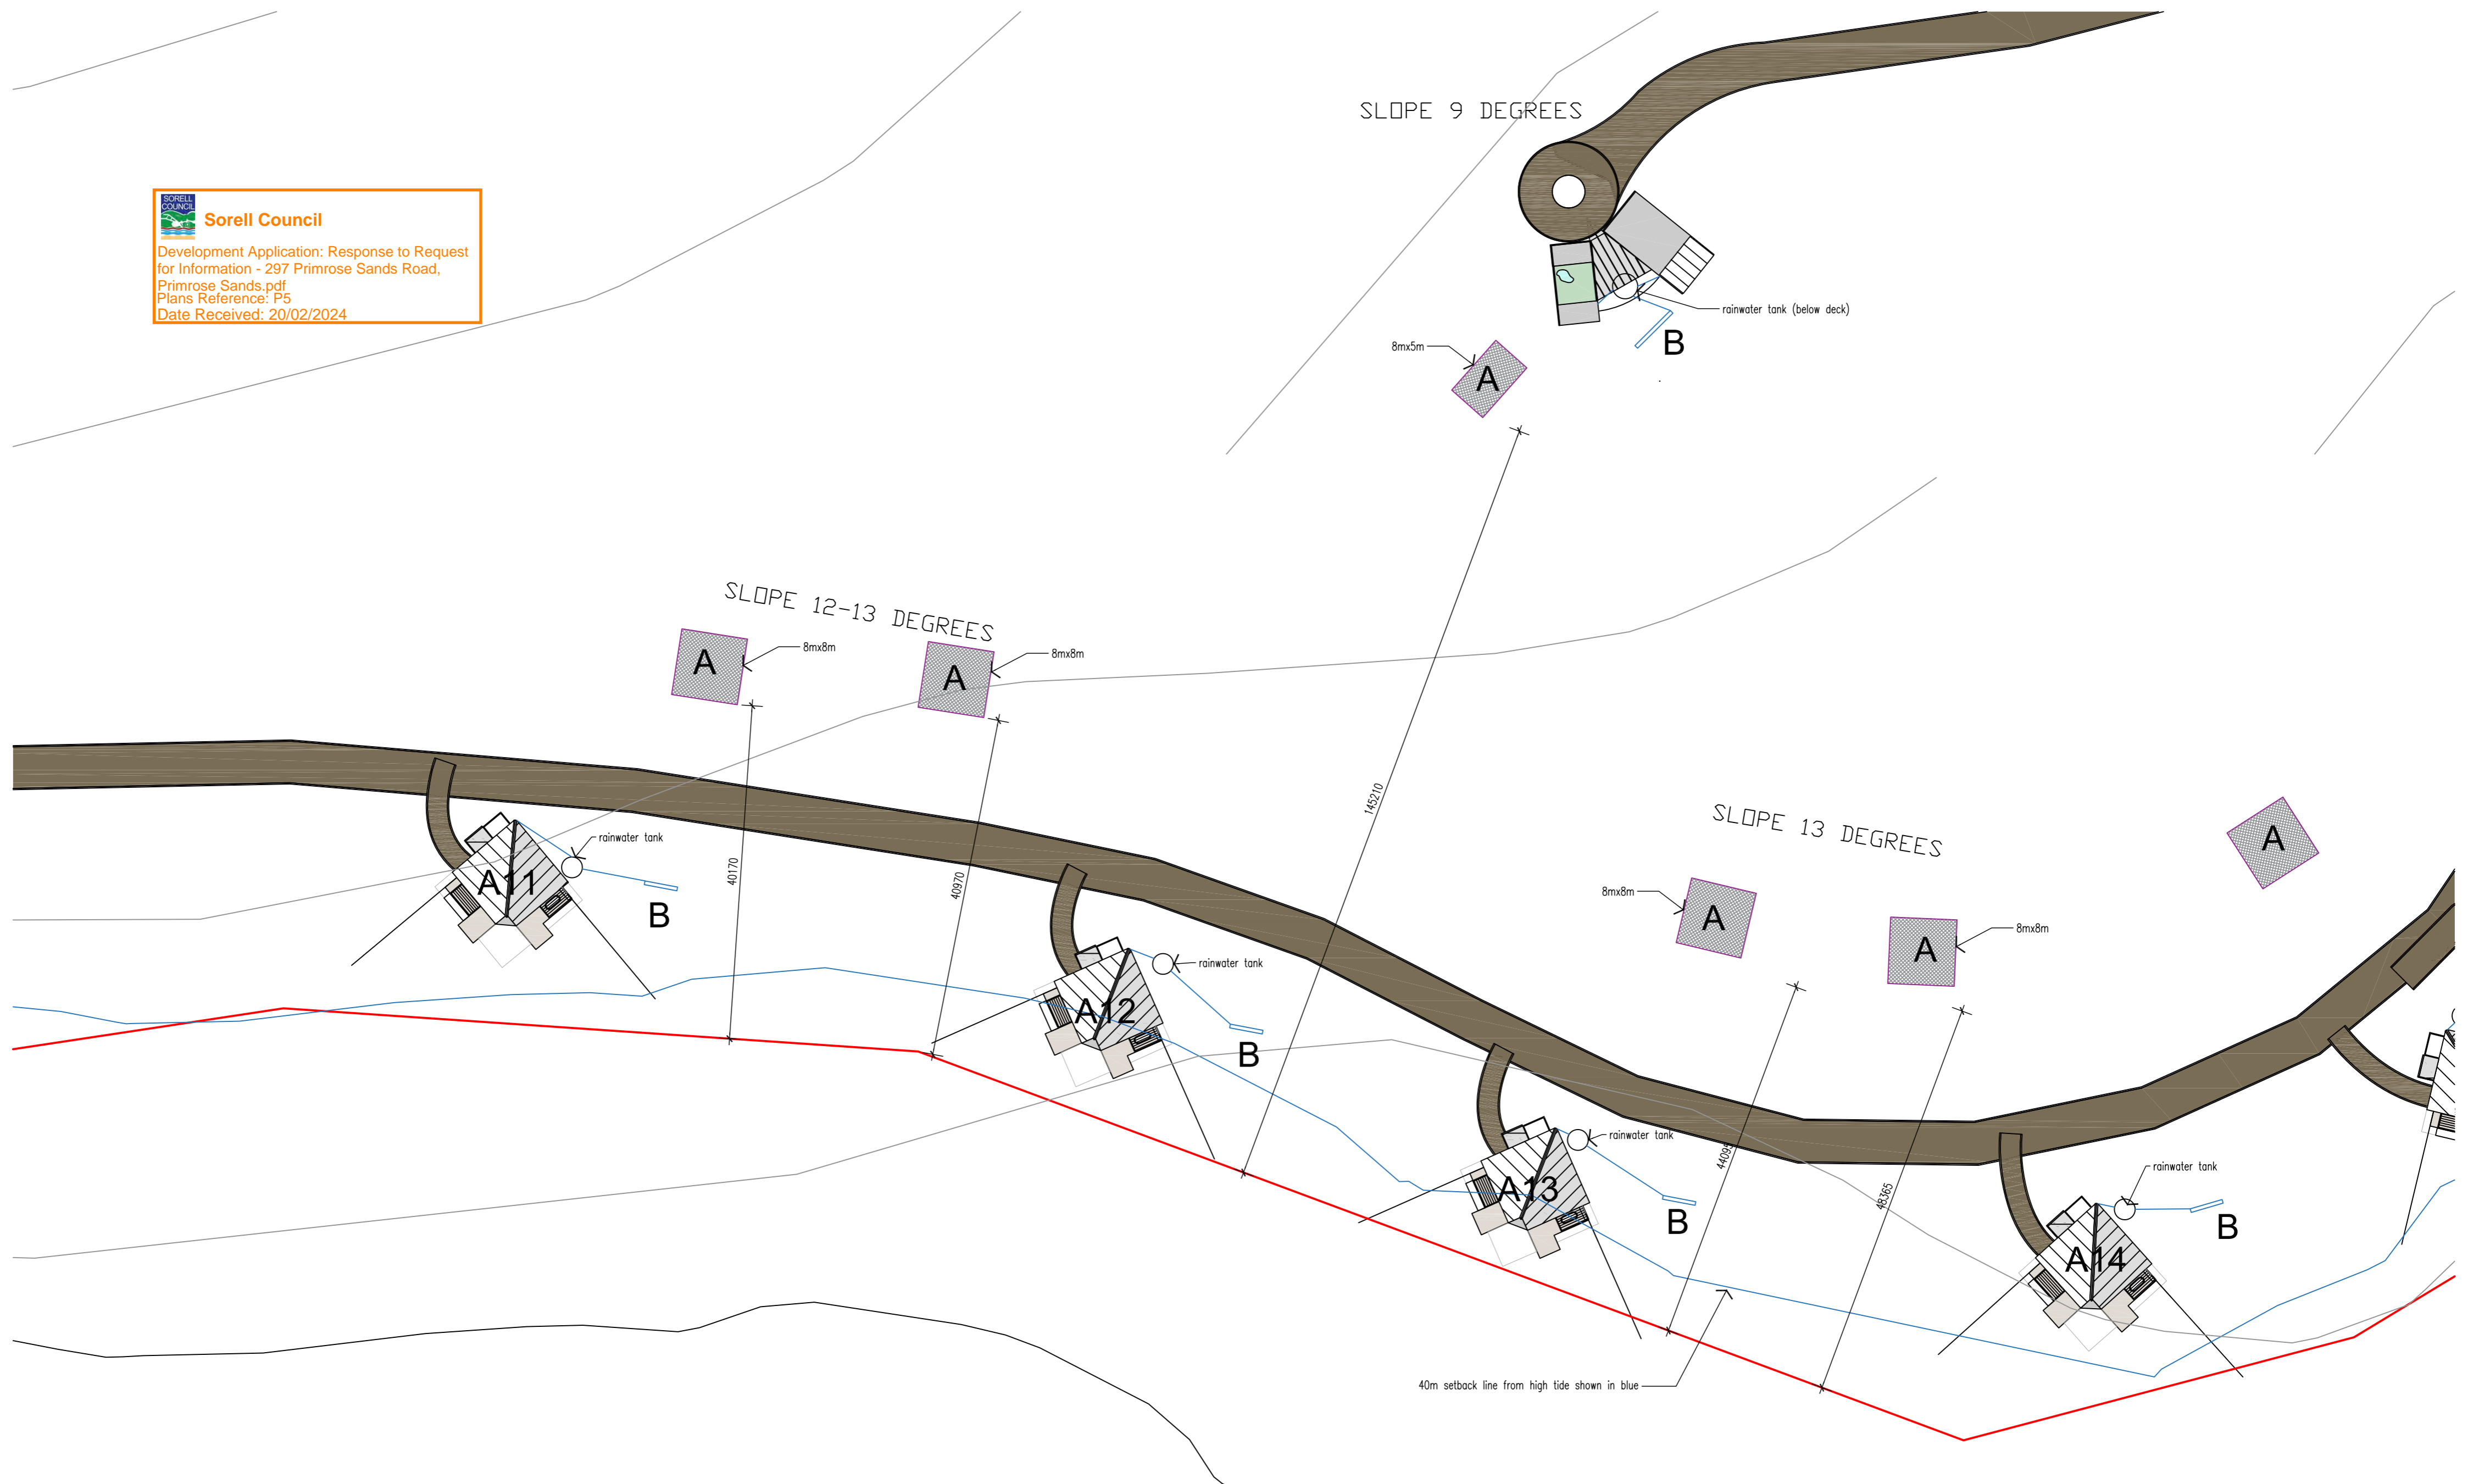 SLOPE 9 DEGREES
SORELL
COUNCIL
Sorell Council
Development Application: Response to Request
for Information - 297 Primrose Sands Road,
Primrose Sands.pdf
Plans Reference: P5
Date Received: 20/02/2024
rainwater tank (below deck)
B
8mx5m
A
SLOPE 12-13 DEGREES
8mx8m
A
8mx8m
A
145210
SLOPE 13 DEGREES
A
rainwater tank
40170
40970
A11
B
8mx8m
A
8mx8m
A
rainwater tank
A12
B
rainwater tank
44095
A13
B
48365
rainwater tank
A14
B
40m setback line from high tide shown in blue